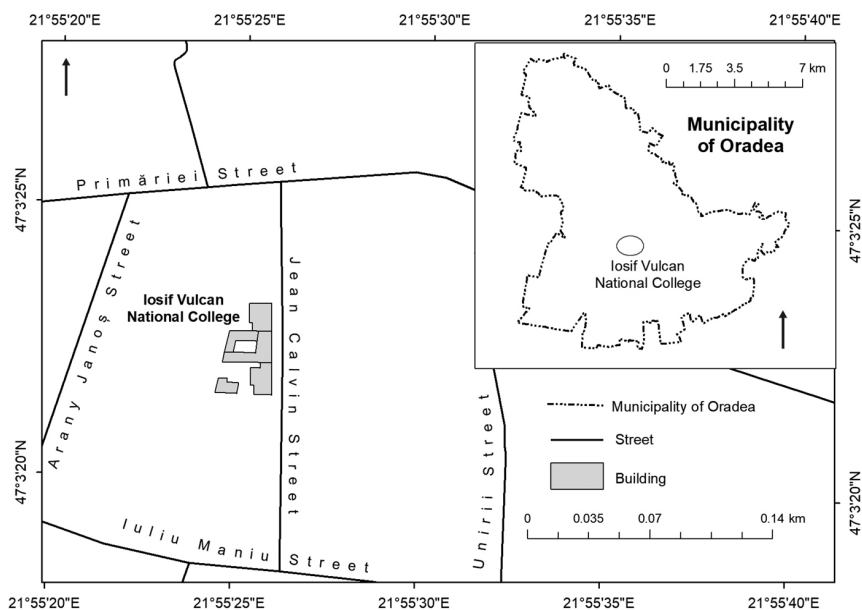 21°55'20"E 21°55'25"E 21°55'30"E 21°55'35"E 21°55'40"E
0 1.75 3.5 7 km
Municipality
of Oradea
Iosif Vulcan
National College
47°3'25"N
47°3'25"N
Primăriei Street
Arany Janoș Street
Iosif Vulcan
National College
Jean Calvin Street
Unirii Street
Iuliu Maniu Street
Municipality of Oradea
Street
Building
0 0.035 0.07 0.14 km
47°3'20"N
47°3'20"N
21°55'20"E 21°55'25"E 21°55'30"E 21°55'35"E 21°55'40"E